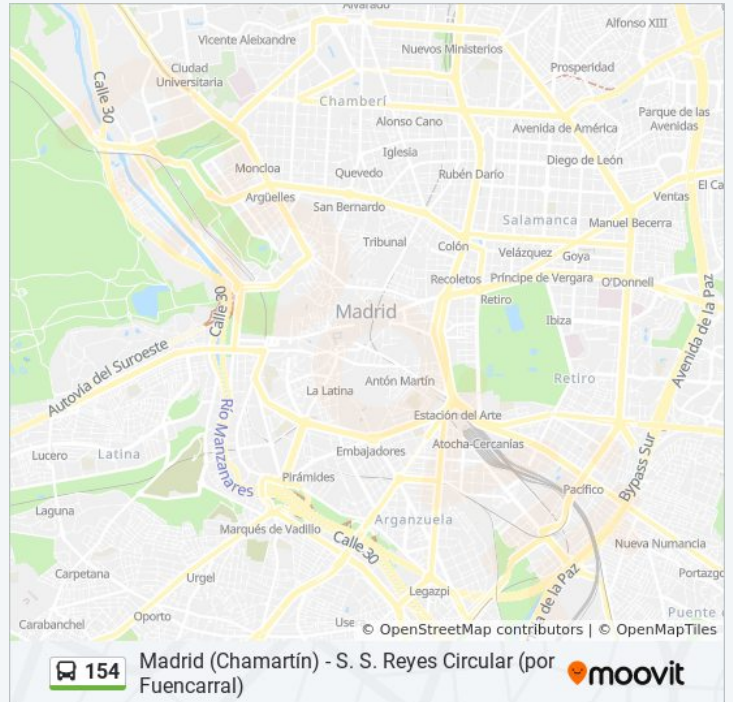 Alvarado
Alfonso XIII
Vicente Aleixandre
Nuevos Ministerios
Ciudad
Universitaria
Prosperidad
Calle 30
Chamberí
Parque de las
Avenidas
Alonso Cano
Avenida de América
Iglesia
Diego de León
Moncloa
Quevedo
Rubén Darío
El Ca
Argüelles
Ventas
San Bernardo
Salamanca
Manuel Becerra
Tribunal
Colón
Velázquez
Goya
Recoletos
Príncipe de Vergara
O'Donnell
Calle 30
Madrid
Retiro
Ibiza
Avenida de la Paz
Autovía del Suroeste
Antón Martín
Retiro
La Latina
Estación del Arte
Río Manzanares
Lucero
Latina
Embajadores
Atocha-Cercanías
Bypass Sur
Pirámides
Pacífico
Laguna
Marqués de Vadillo
Arganzuela
Calle 30
Nueva Numancia
Carpetana
Urgel
Legazpi
a de la Paz
Portazgo
Oporto
Puente
Carabanchel
Use
© OpenStreetMap contributors | © OpenMapTiles
154
Madrid (Chamartín) - S. S. Reyes Circular (por
Fuencarral)
moovit